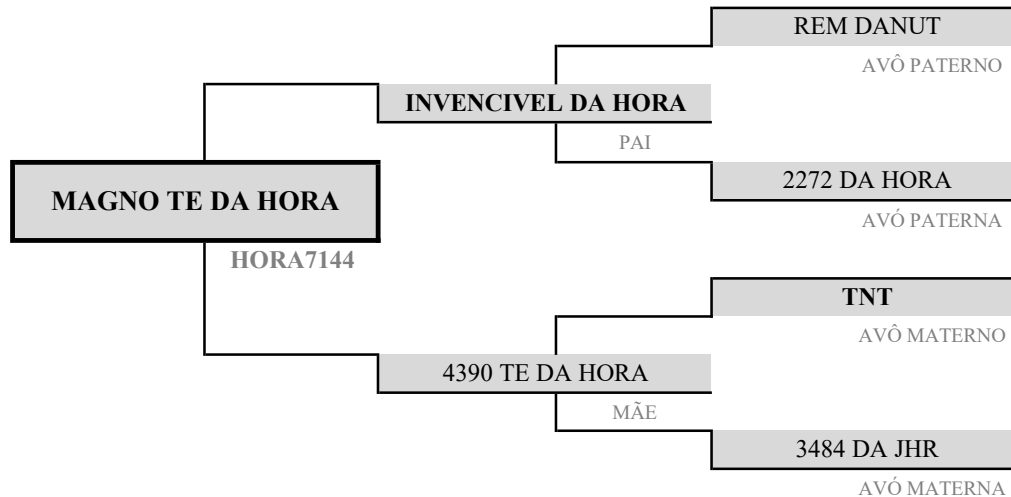 REM DANUT
AVÔ PATERNO
INVENCIVEL DA HORA
PAI
2272 DA HORA
AVÓ PATERNA
MAGNO TE DA HORA
HORA7144
TNT
AVÔ MATERNO
4390 TE DA HORA
MÃE
3484 DA JHR
AVÓ MATERNA